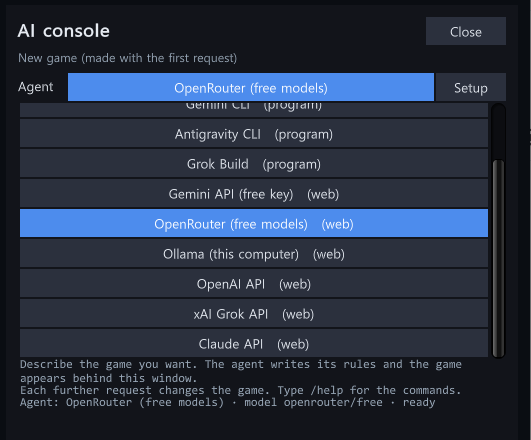 AI console
Close
New game (made with the first request)
Agent
OpenRouter (free models)
Setup
Gemini CLI (program)
Antigravity CLI (program)
Grok Build (program)
Gemini API (free key) (web)
OpenRouter (free models) (web)
Ollama (this computer) (web)
OpenAI API (web)
xAI Grok API (web)
Claude API (web)
Describe the game you want. The agent writes its rules and the game
appears behind this window.
Each further request changes the game. Type /help for the commands.
Agent: OpenRouter (free models) · model openrouter/free · ready